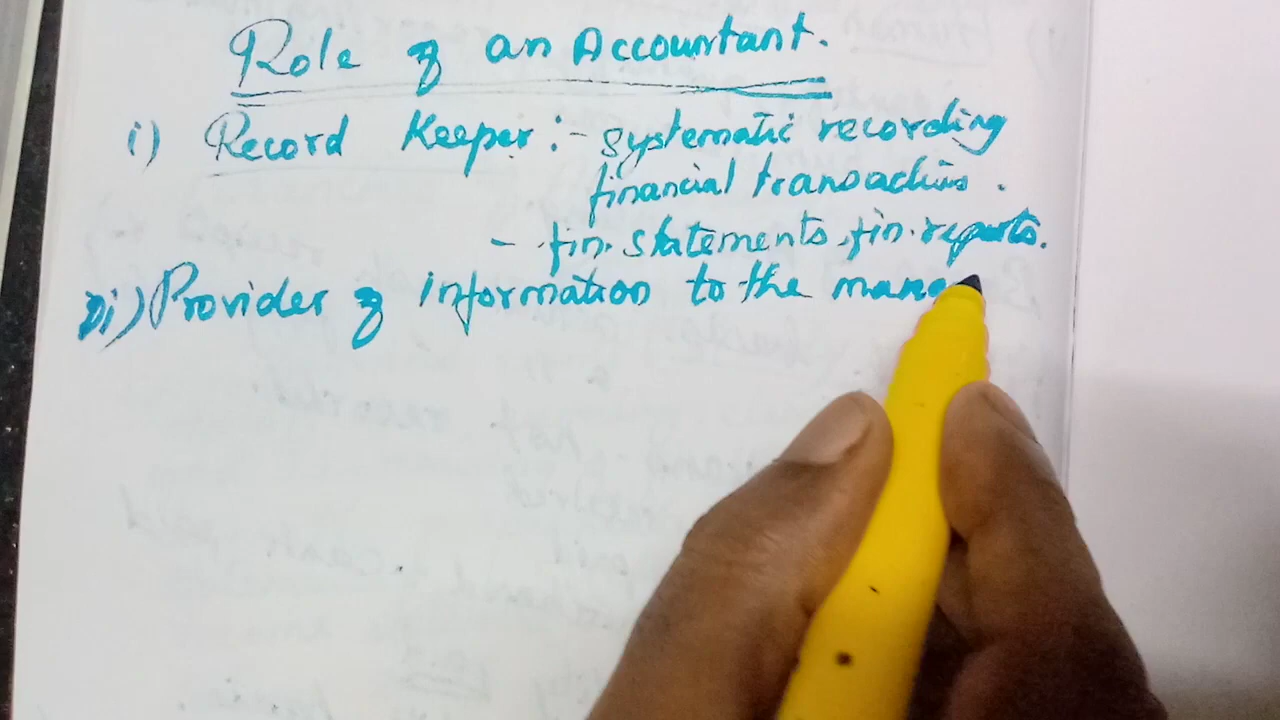 Role of an Accountant.
i) Record Keeper :- systematic recording
financial transactions.
- fin. statements, fin. reports.
ii) Provider of information to the mana